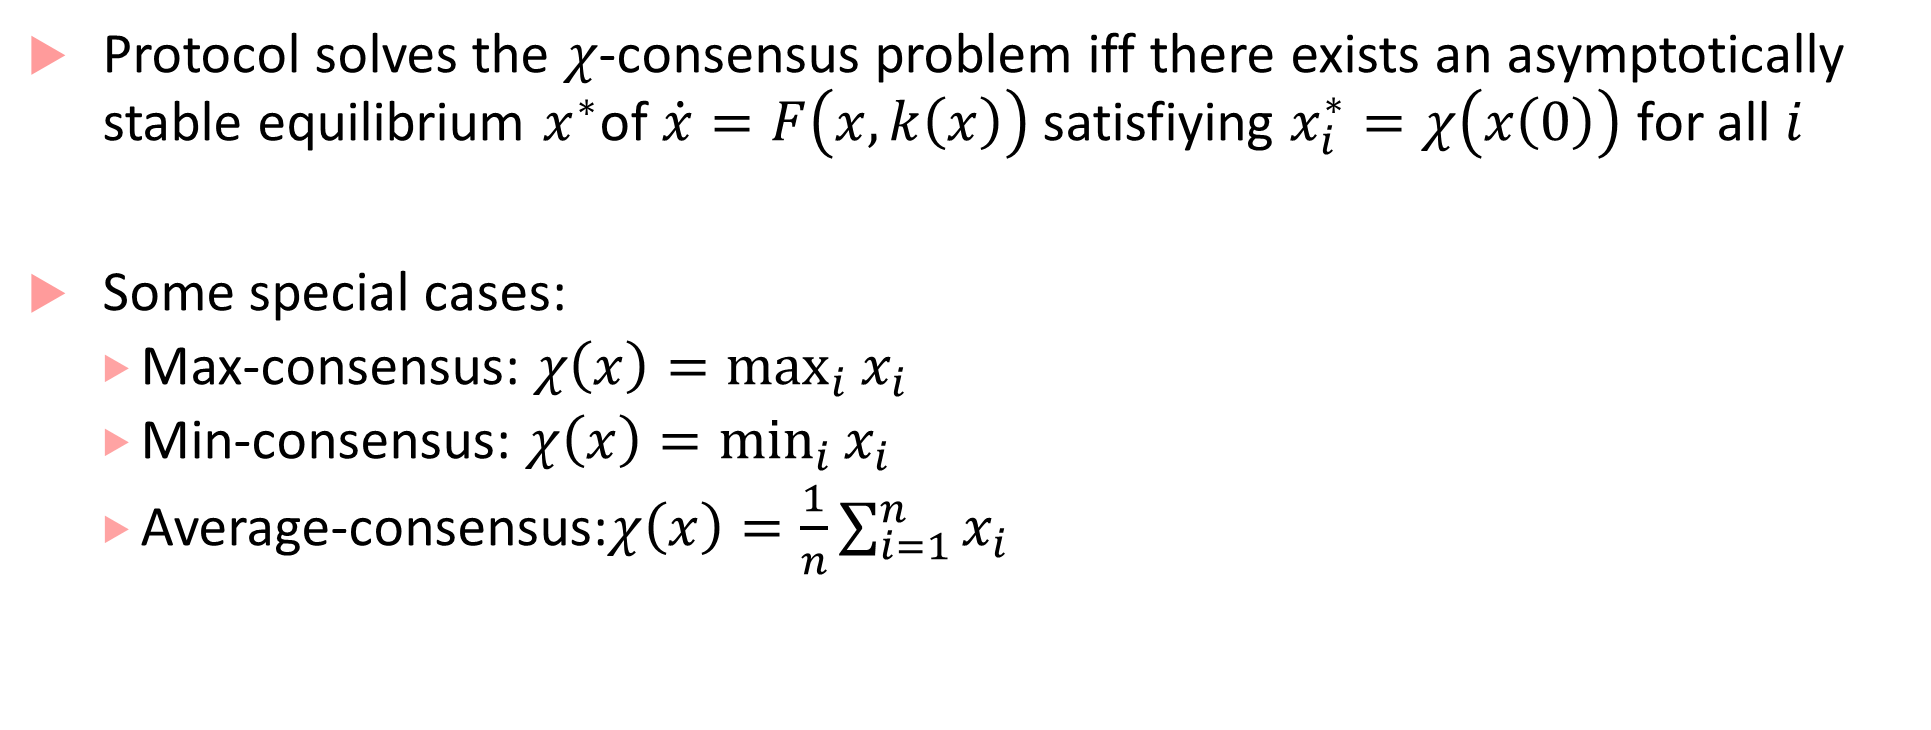 Protocol solves the χ-consensus problem iff there exists an asymptotically
stable equilibrium x*of ẋ = F(x, k(x)) satisfiying xᵢ* = χ(x(0)) for all i
Some special cases:
Max-consensus: χ(x) = maxᵢ xᵢ
Min-consensus: χ(x) = minᵢ xᵢ
Average-consensus:χ(x) = 1/n ∑ⁿᵢ₌₁ xᵢ